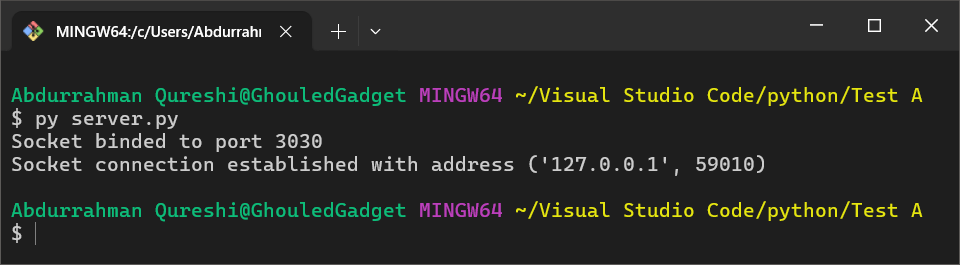 MINGW64:/c/Users/Abdurrahr
Abdurrahman Qureshi@GhouledGadget MINGW64 ~/Visual Studio Code/python/Test A
$ py server.py
Socket binded to port 3030
Socket connection established with address ('127.0.0.1', 59010)
Abdurrahman Qureshi@GhouledGadget MINGW64 ~/Visual Studio Code/python/Test A
$